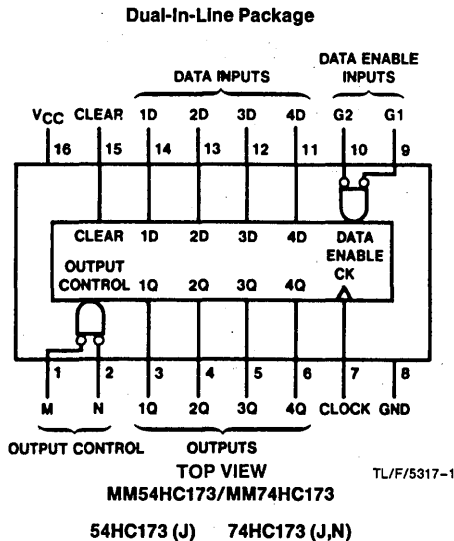 Dual-In-Line Package
DATA ENABLE
DATA INPUTS INPUTS
VCC CLEAR 1D 2D 3D 4D G2 G1
16 15 14 13 12 11 10 9
CLEAR 1D 2D 3D 4D DATA
ENABLE
OUTPUT CK
CONTROL 1Q 2Q 3Q 4Q
1 2 3 4 5 6 7 8
M N 1Q 2Q 3Q 4Q CLOCK GND
OUTPUT CONTROL OUTPUTS
TOP VIEW TL/F/5317-1
MM54HC173/MM74HC173
54HC173 (J) 74HC173 (J,N)